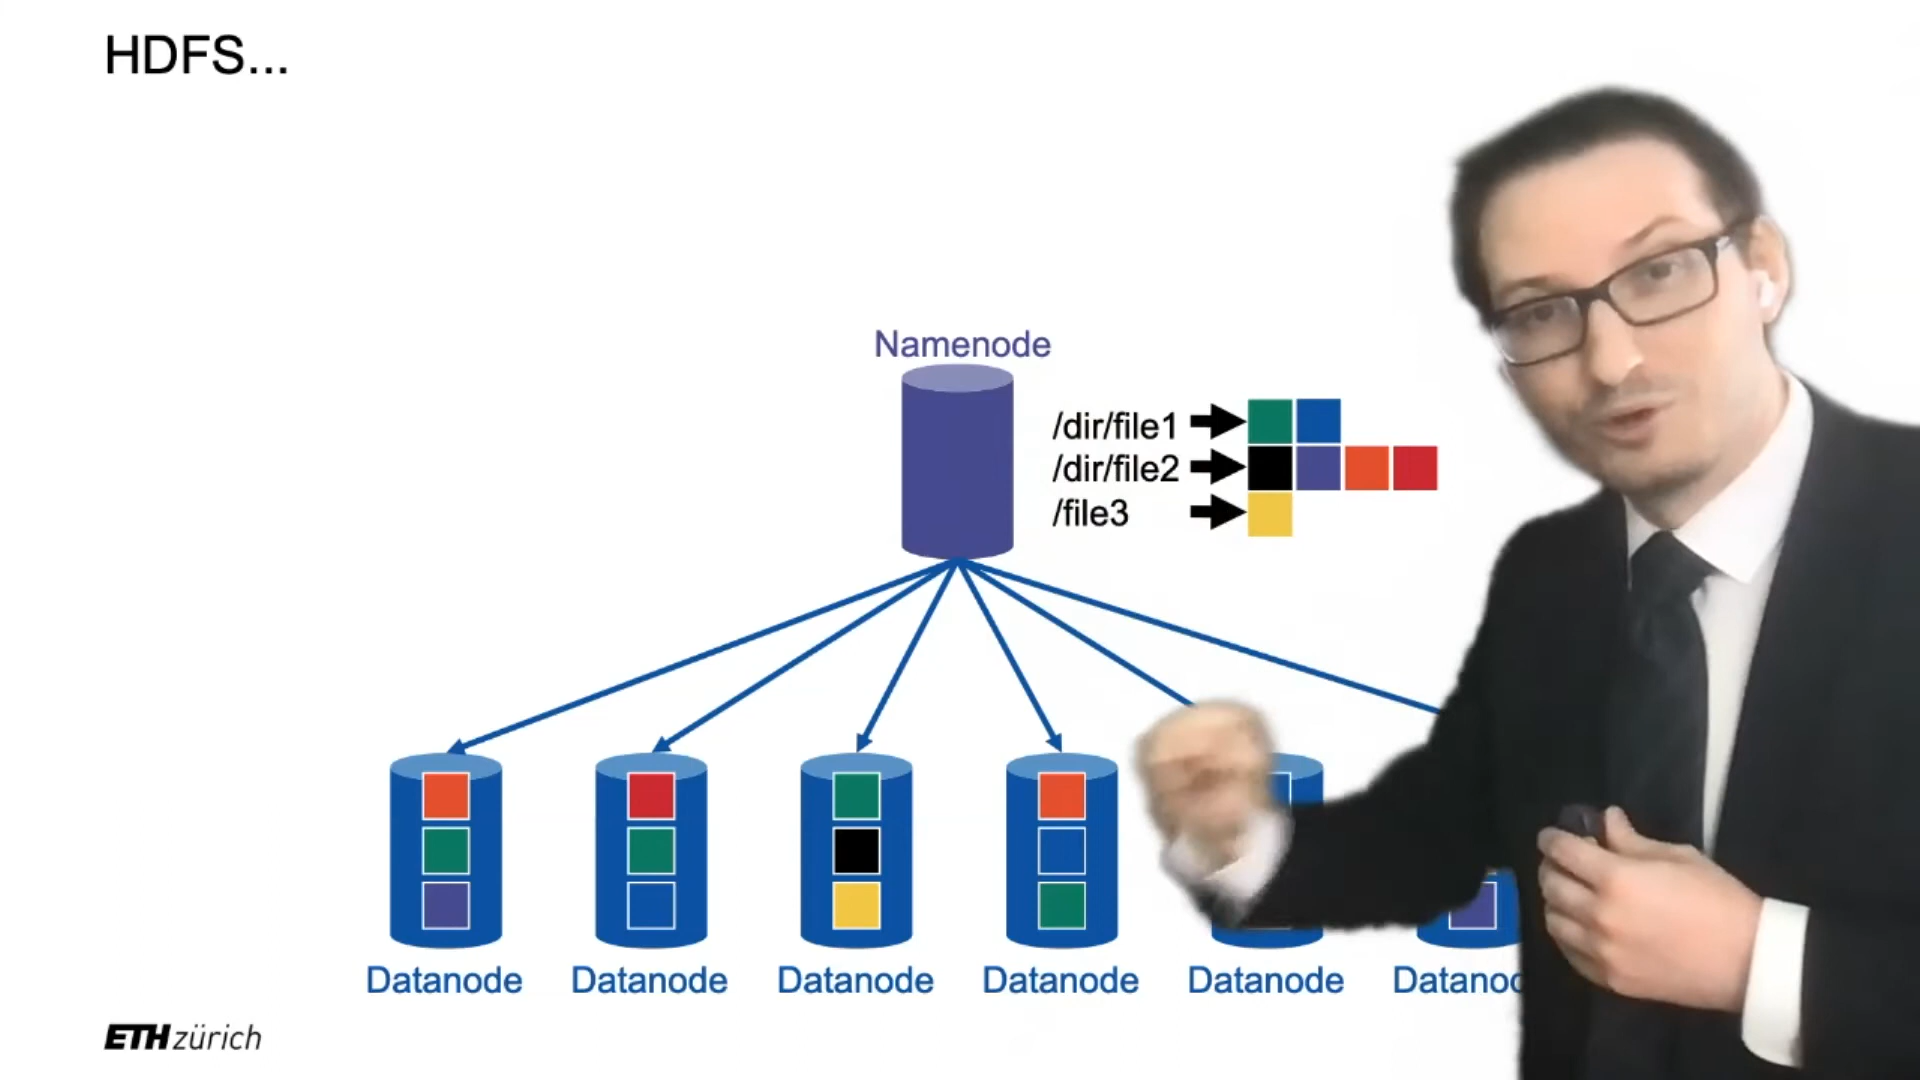 HDFS...
Namenode
/dir/file1
/dir/file2
/file3
Datanode Datanode Datanode Datanode Datanode
ETH zürich